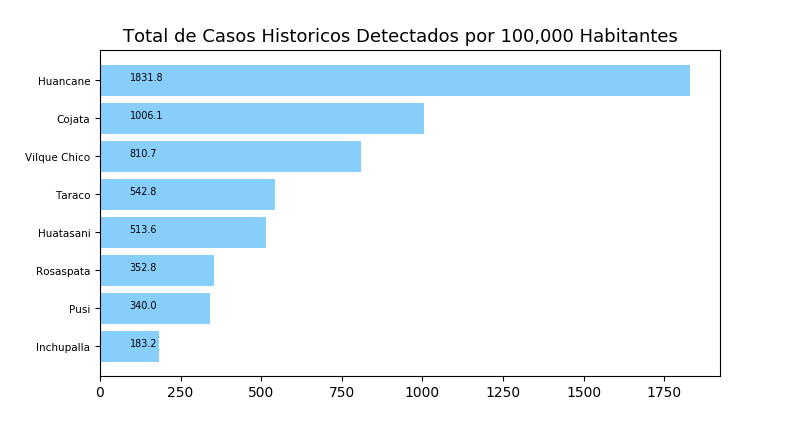 Total de Casos Historicos Detectados por 100,000 Habitantes
Huancane 1831.8
Cojata 1006.1
Vilque Chico 810.7
Taraco 542.8
Huatasani 513.6
Rosaspata 352.8
Pusi 340.0
Inchupalla 183.2
0 250 500 750 1000 1250 1500 1750